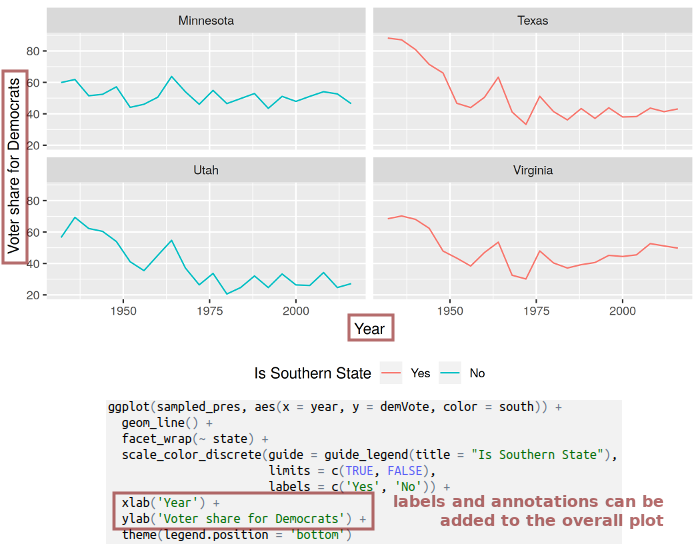 Minnesota
Texas
80
60
40
20
Utah
Virginia
80
60
40
20
Voter share for Democrats
1950
1975
2000
1950
1975
2000
Year
Is Southern State
Yes
No
ggplot(sampled_pres, aes(x = year, y = demVote, color = south)) +
geom_line() +
facet_wrap(~ state) +
scale_color_discrete(guide = guide_legend(title = "Is Southern State"),
limits = c(TRUE, FALSE),
labels = c('Yes', 'No')) +
xlab('Year') +
ylab('Voter share for Democrats') +
theme(legend.position = 'bottom')
labels and annotations can be
added to the overall plot